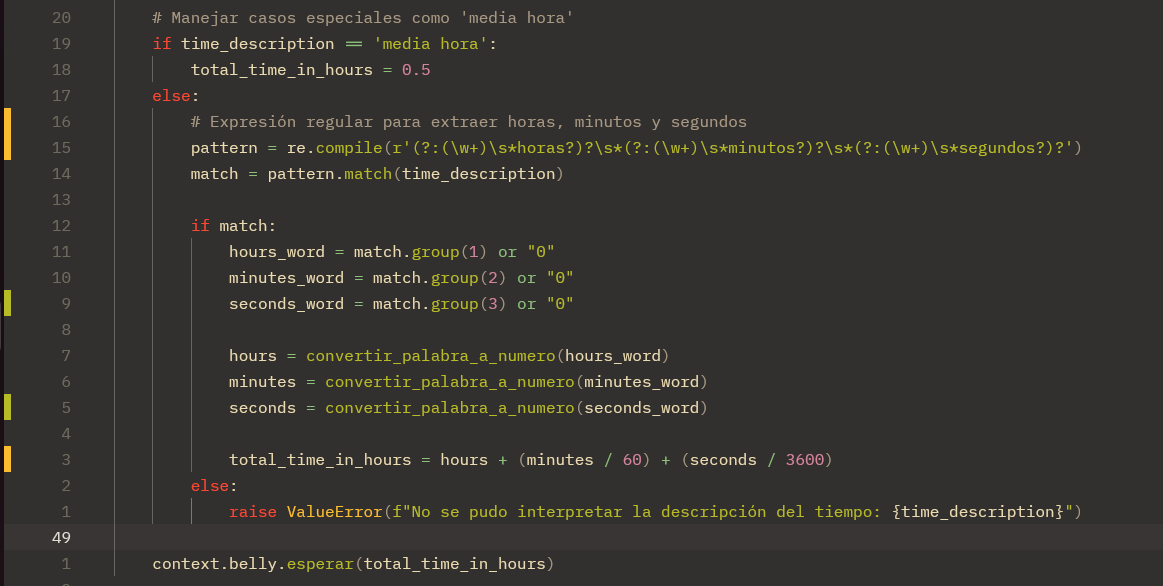 20 # Manejar casos especiales como 'media hora'
19 if time_description == 'media hora':
18 total_time_in_hours = 0.5
17 else:
16 # Expresión regular para extraer horas, minutos y segundos
15 pattern = re.compile(r'(?:(\w+)\s*horas?)?\s*(?:(\w+)\s*minutos?)?\s*(?:(\w+)\s*segundos?)?')
14 match = pattern.match(time_description)
13
12 if match:
11 hours_word = match.group(1) or "0"
10 minutes_word = match.group(2) or "0"
9 seconds_word = match.group(3) or "0"
8
7 hours = convertir_palabra_a_numero(hours_word)
6 minutes = convertir_palabra_a_numero(minutes_word)
5 seconds = convertir_palabra_a_numero(seconds_word)
4
3 total_time_in_hours = hours + (minutes / 60) + (seconds / 3600)
2 else:
1 raise ValueError(f"No se pudo interpretar la descripción del tiempo: {time_description}")
49
1 context.belly.esperar(total_time_in_hours)